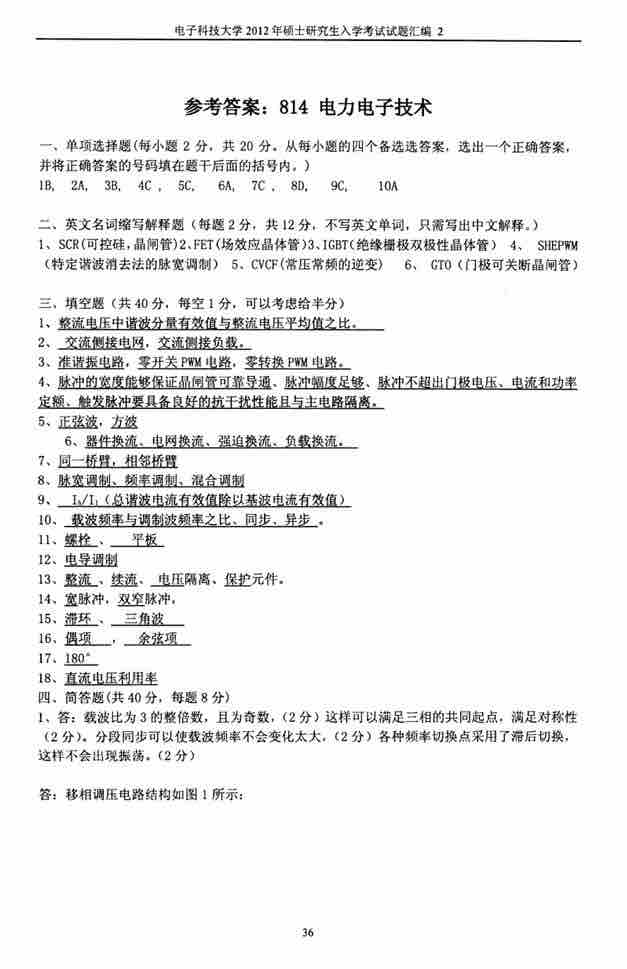 电子科技大学 2012 年硕士研究生入学考试试题汇编 2
参考答案：814 电力电子技术
一、单项选择题(每小题 2 分，共 20 分。从每小题的四个备选选答案，选出一个正确答案，
并将正确答案的号码填在题干后面的括号内。)
1B, 2A, 3B, 4C , 5C, 6A, 7C , 8D, 9C, 10A
二、英文名词缩写解释题（每题 2 分，共 12 分，不写英文单词，只需写出中文解释。)
1、SCR(可控硅,晶闸管)2、FET(场效应晶体管)3、IGBT(绝缘栅极双极性晶体管） 4、 SHEPWM
（特定谐波消去法的脉宽调制） 5、CVCF(常压常频的逆变) 6、 GTO（门极可关断晶闸管）
三、填空题（共 40 分，每空 1 分，可以考虑给半分）
1、整流电压中谐波分量有效值与整流电压平均值之比。
2、 交流侧接电网，交流侧接负载。
3、准谐振电路，零开关 PWM 电路，零转换 PWM 电路。
4、脉冲的宽度能够保证晶闸管可靠导通、脉冲幅度足够、脉冲不超出门极电压、电流和功率
定额、触发脉冲要具备良好的抗干扰性能且与主电路隔离。
5、正弦波，方波
6、器件换流、电网换流、强迫换流、负载换流。
7、同一桥臂，相邻桥臂
8、脉宽调制、频率调制、混合调制
9、 Iₕ/I₁（总谐波电流有效值除以基波电流有效值）
10、 载波频率与调制波频率之比、同步、异步 。
11、螺栓 、 平板
12、电导调制
13、整流 、续流、 电压隔离、保护元件。
14、宽脉冲，双窄脉冲，
15、滞环 、 三角波
16、偶项 ， 余弦项
17、180°
18、直流电压利用率
四、简答题(共 40 分，每题 8 分)
1、答：载波比为 3 的整倍数，且为奇数，（2 分）这样可以满足三相的共同起点，满足对称性
（2 分）。分段同步可以使载波频率不会变化太大，（2 分）各种频率切换点采用了滞后切换，
这样不会出现振荡。（2 分）
答：移相调压电路结构如图 1 所示：
36